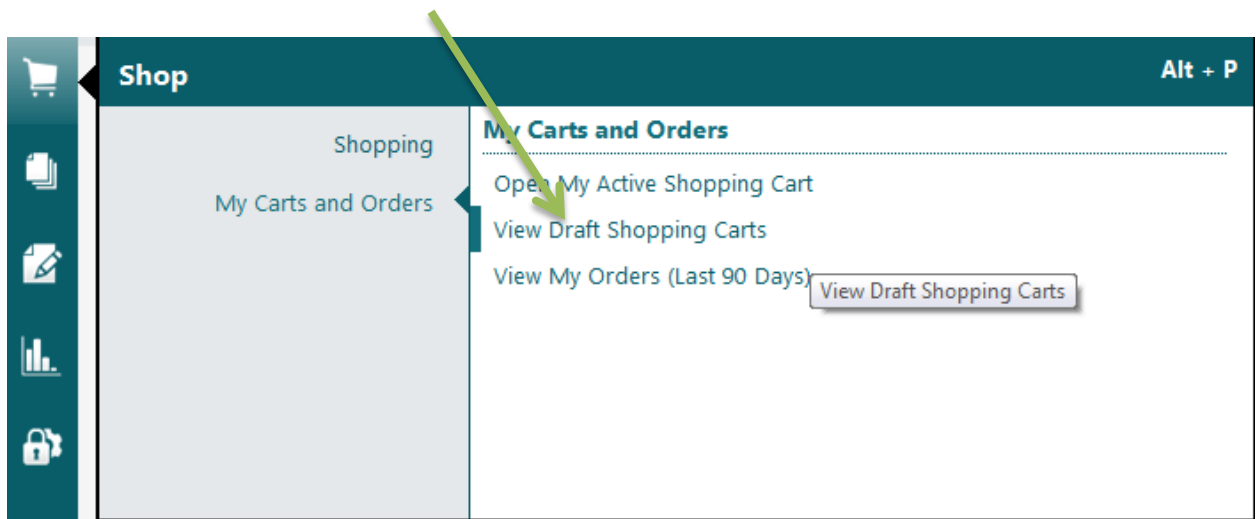 Shop
Alt + P
Shopping
My Carts and Orders
My Carts and Orders
Open My Active Shopping Cart
View Draft Shopping Carts
View My Orders (Last 90 Days)
View Draft Shopping Carts